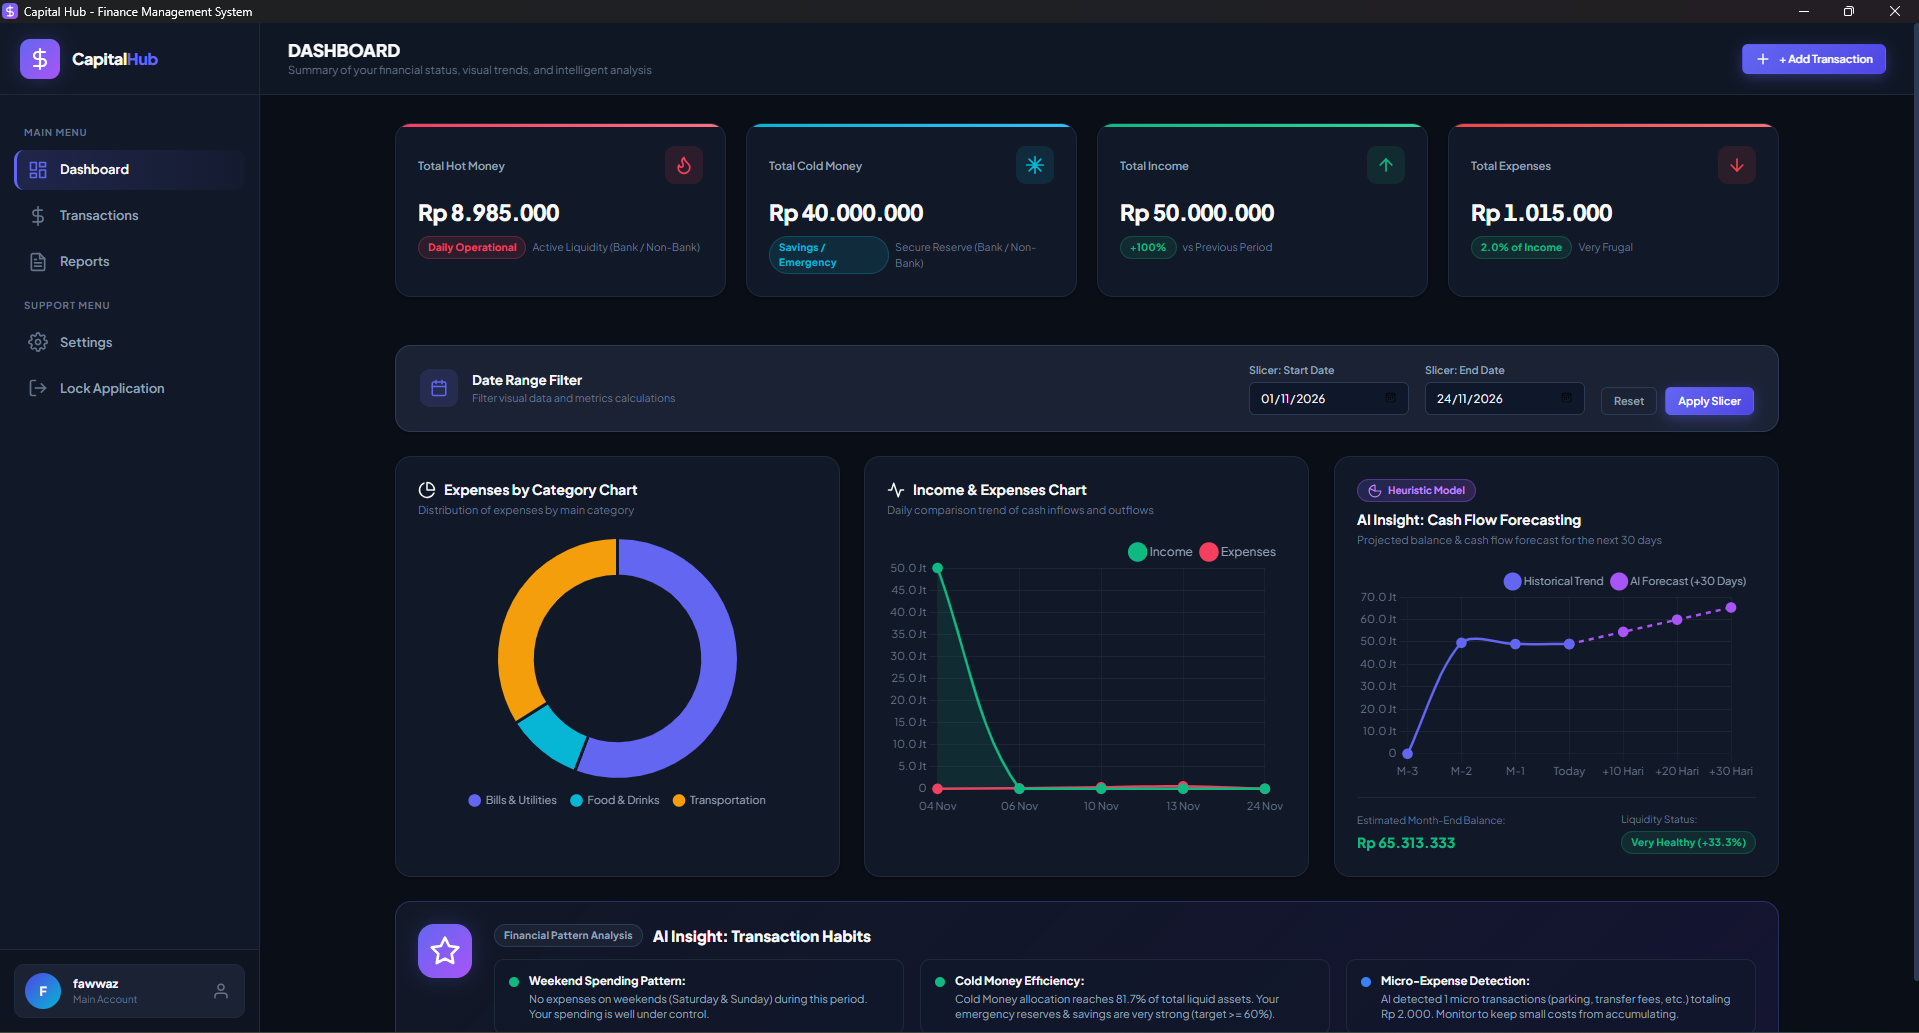 Capital Hub - Finance Management System
CapitalHub
DASHBOARD
Summary of your financial status, visual trends, and intelligent analysis
+ Add Transaction
MAIN MENU
Dashboard
Transactions
Reports
SUPPORT MENU
Settings
Lock Application
Total Hot Money
Rp 8.985.000
Daily Operational
Active Liquidity (Bank / Non-Bank)
Total Cold Money
Rp 40.000.000
Savings /
Emergency
Secure Reserve (Bank / Non-
Bank)
Total Income
Rp 50.000.000
+100%
vs Previous Period
Total Expenses
Rp 1.015.000
2.0% of Income
Very Frugal
Date Range Filter
Filter visual data and metrics calculations
Slicer: Start Date
01/11/2026
Slicer: End Date
24/11/2026
Reset
Apply Slicer
Expenses by Category Chart
Distribution of expenses by main category
Bills & Utilities
Food & Drinks
Transportation
Income & Expenses Chart
Daily comparison trend of cash inflows and outflows
Income
Expenses
50.0 Jt
45.0 Jt
40.0 Jt
35.0 Jt
30.0 Jt
25.0 Jt
20.0 Jt
15.0 Jt
10.0 Jt
5.0 Jt
0
04 Nov
06 Nov
10 Nov
13 Nov
24 Nov
Heuristic Model
AI Insight: Cash Flow Forecasting
Projected balance & cash flow forecast for the next 30 days
Historical Trend
AI Forecast (+30 Days)
70.0 Jt
60.0 Jt
50.0 Jt
40.0 Jt
30.0 Jt
20.0 Jt
10.0 Jt
0
M-3
M-2
M-1
Today
+10 Hari
+20 Hari
+30 Hari
Estimated Month-End Balance:
Rp 65.313.333
Liquidity Status:
Very Healthy (+33.3%)
Financial Pattern Analysis
AI Insight: Transaction Habits
Weekend Spending Pattern:
No expenses on weekends (Saturday & Sunday) during this period.
Your spending is well under control.
Cold Money Efficiency:
Cold Money allocation reaches 81.7% of total liquid assets. Your
emergency reserves & savings are very strong (target >= 60%).
Micro-Expense Detection:
AI detected 1 micro transactions (parking, transfer fees, etc.) totaling
Rp 2.000. Monitor to keep small costs from accumulating.
F
fawwaz
Main Account